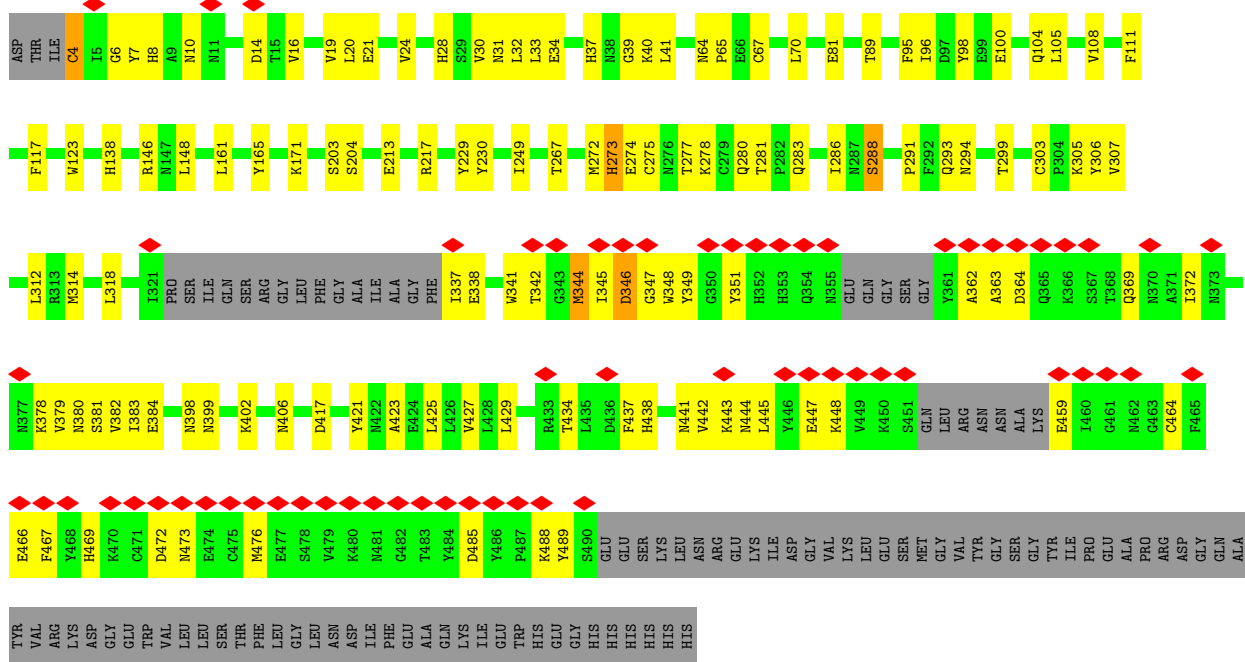 ASP THR ILE C4 I5 G6 Y7 H8 A9 N10 N11 D14 T15 V16 V19 L20 E21 V24 H28 S29 V30 N31 L32 L33 E34 H37 N38 G39 K40 L41 N64 P65 E66 C67 L70 E81 T89 F95 I96 D97 Y98 E99 E100 Q104 L105 V108 F111
F117 W123 H138 R146 N147 L148 L161 Y165 K171 S203 S204 E213 R217 Y229 Y230 I249 T267 M272 H273 E274 C275 N276 T277 K278 C279 Q280 T281 P282 Q283 I286 N287 S288 P291 F292 Q293 N294 T299 C303 P304 K305 Y306 V307
L312 R313 M314 L318 I321 PRO SER ILE GLN SER ARG GLY LEU PHE GLY ALA ILE ALA GLY PHE I337 E338 W341 T342 G343 M344 I345 D346 G347 W348 Y349 G350 Y351 H352 H353 Q354 N355 GLU GLN GLY SER GLY Y361 A362 A363 D364 Q365 K366 S367 T368 Q369 N370 A371 I372 N373
N377 K378 V379 N380 S381 V382 I383 E384 N398 N399 K402 N406 D417 Y421 N422 A423 E424 L425 L426 V427 L428 L429 R433 T434 L435 D436 F437 H438 N441 V442 K443 N444 L445 Y446 E447 K448 V449 K450 S451 GLN LEU ARG ASN ASN ALA LYS E459 I460 G461 N462 G463 C464 F465
E466 F467 Y468 H469 K470 C471 D472 N473 E474 C475 M476 E477 S478 V479 K480 N481 G482 T483 Y484 D485 Y486 P487 K488 Y489 S490 GLU GLU SER LYS LEU ASN ARG GLU LYS ILE ASP GLY VAL LYS LEU GLU SER MET GLY VAL TYR GLY SER GLY TYR ILE PRO GLU ALA PRO ARG ASP GLY GLN ALA
TYR VAL ARG LYS ASP GLY GLU TRP VAL LEU LEU SER THR PHE LEU GLY LEU ASN ASP ILE PHE GLU ALA GLN LYS ILE GLU TRP HIS GLU GLY HIS HIS HIS HIS HIS HIS